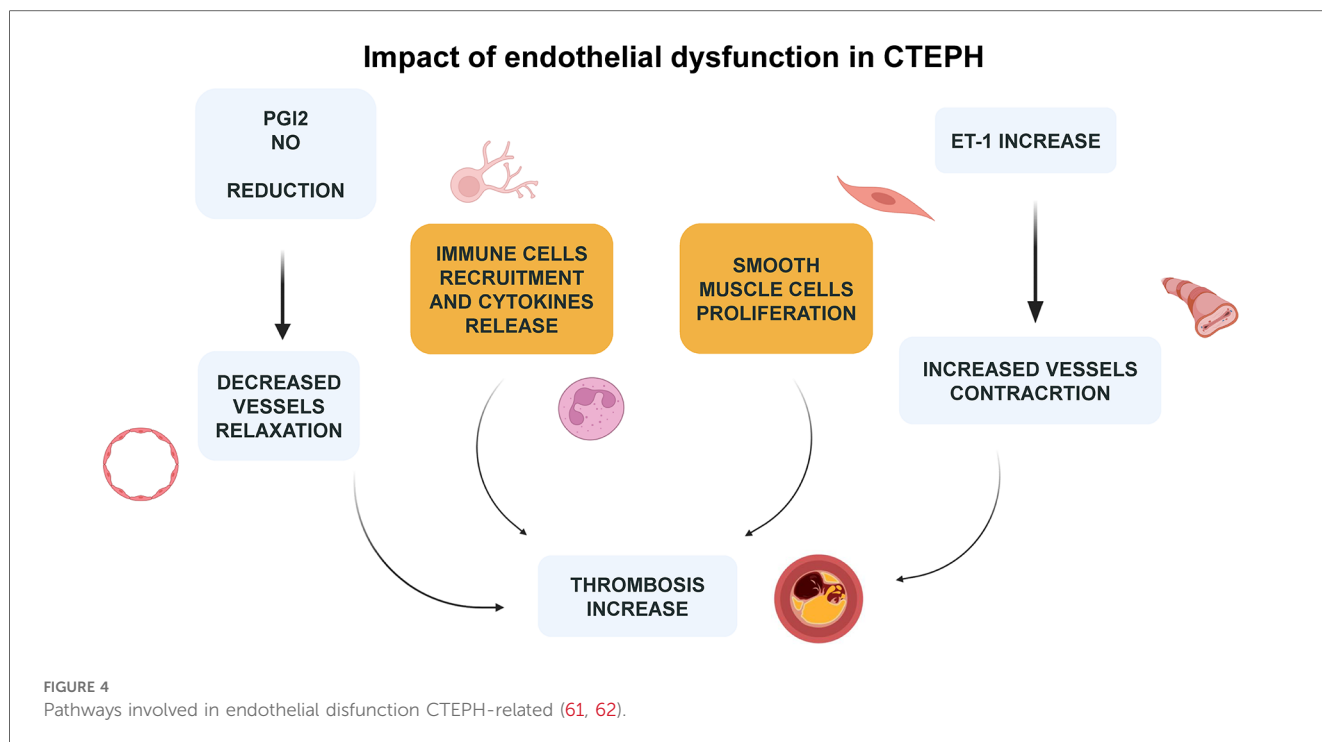 Impact of endothelial dysfunction in CTEPH
PGI2
NO
REDUCTION
ET-1 INCREASE
IMMUNE CELLS
RECRUITMENT
AND CYTOKINES
RELEASE
SMOOTH
MUSCLE CELLS
PROLIFERATION
DECREASED
VESSELS
RELAXATION
INCREASED VESSELS
CONTRACRTION
THROMBOSIS
INCREASE
FIGURE 4
Pathways involved in endothelial disfunction CTEPH-related (61, 62).